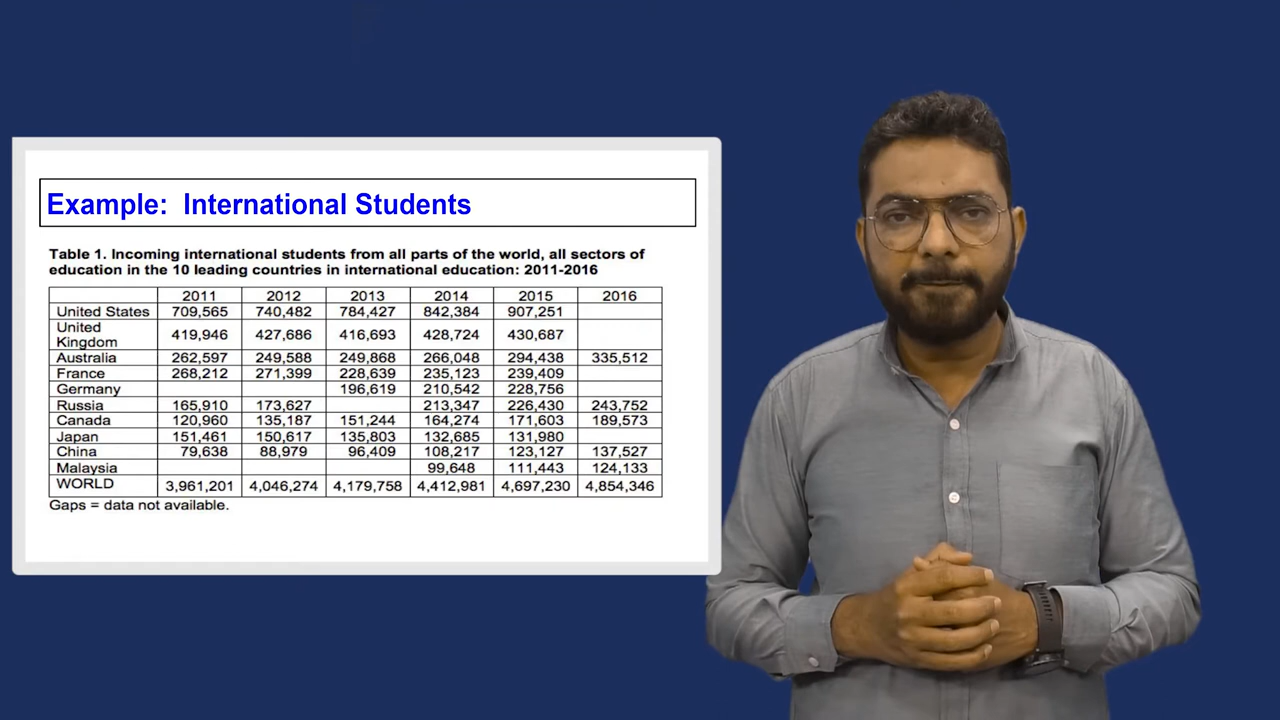 Example: International Students
Table 1. Incoming international students from all parts of the world, all sectors of
education in the 10 leading countries in international education: 2011-2016
2011 2012 2013 2014 2015 2016
United States 709,565 740,482 784,427 842,384 907,251
United
Kingdom 419,946 427,686 416,693 428,724 430,687
Australia 262,597 249,588 249,868 266,048 294,438 335,512
France 268,212 271,399 228,639 235,123 239,409
Germany 196,619 210,542 228,756
Russia 165,910 173,627 213,347 226,430 243,752
Canada 120,960 135,187 151,244 164,274 171,603 189,573
Japan 151,461 150,617 135,803 132,685 131,980
China 79,638 88,979 96,409 108,217 123,127 137,527
Malaysia 99,648 111,443 124,133
WORLD 3,961,201 4,046,274 4,179,758 4,412,981 4,697,230 4,854,346
Gaps = data not available.